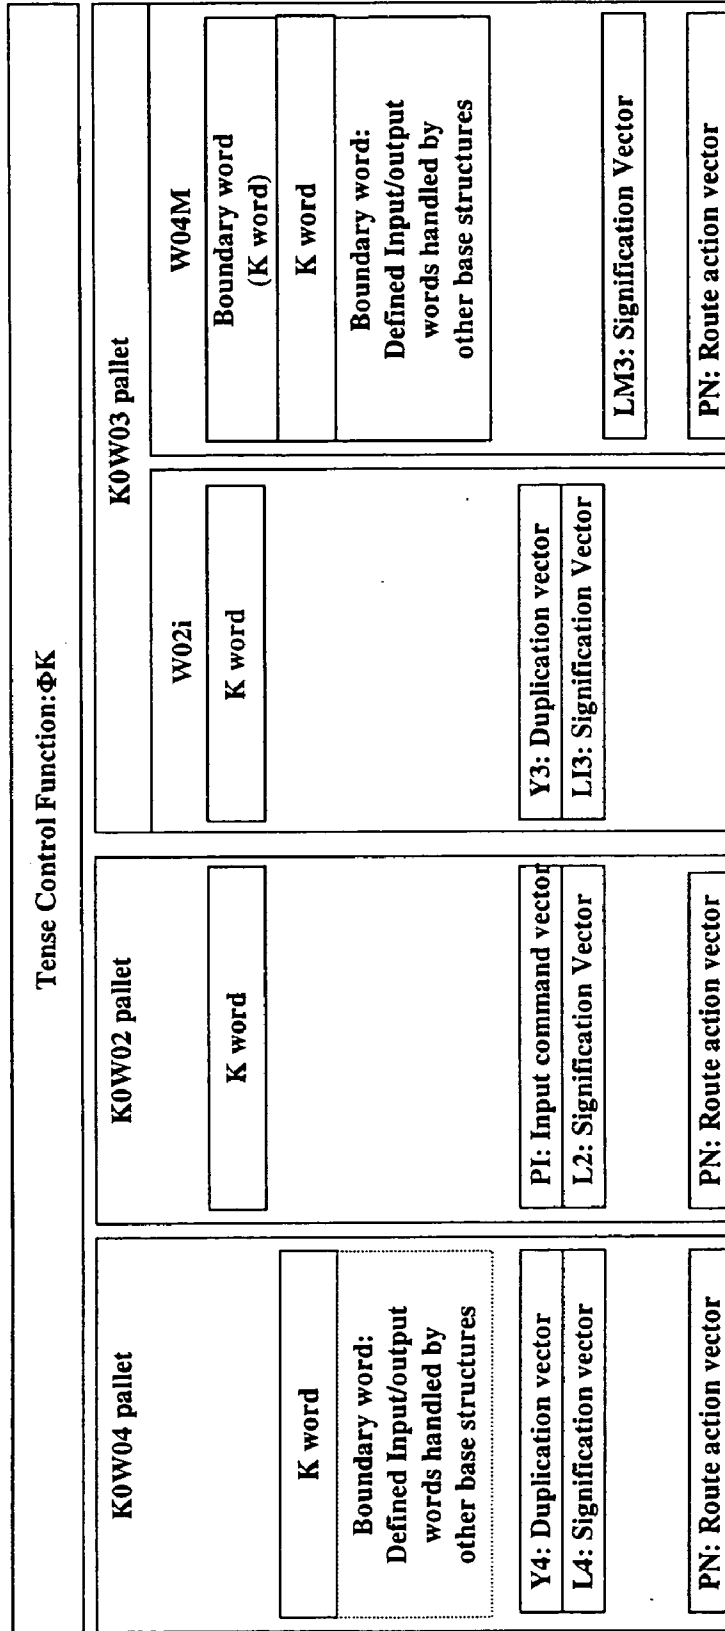 Tense Control Function:ΦK
K0W04 pallet
K word
Boundary word:
Defined Input/output
words handled by
other base structures
Y4: Duplication vector
L4: Signification vector
PN: Route action vector
K0W02 pallet
K word
PI: Input command vector
L2: Signification Vector
PN: Route action vector
K0W03 pallet
W02i
K word
Y3: Duplication vector
LI3: Signification Vector
W04M
Boundary word
(K word)
K word
Boundary word:
Defined Input/output
words handled by
other base structures
LM3: Signification Vector
PN: Route action vector